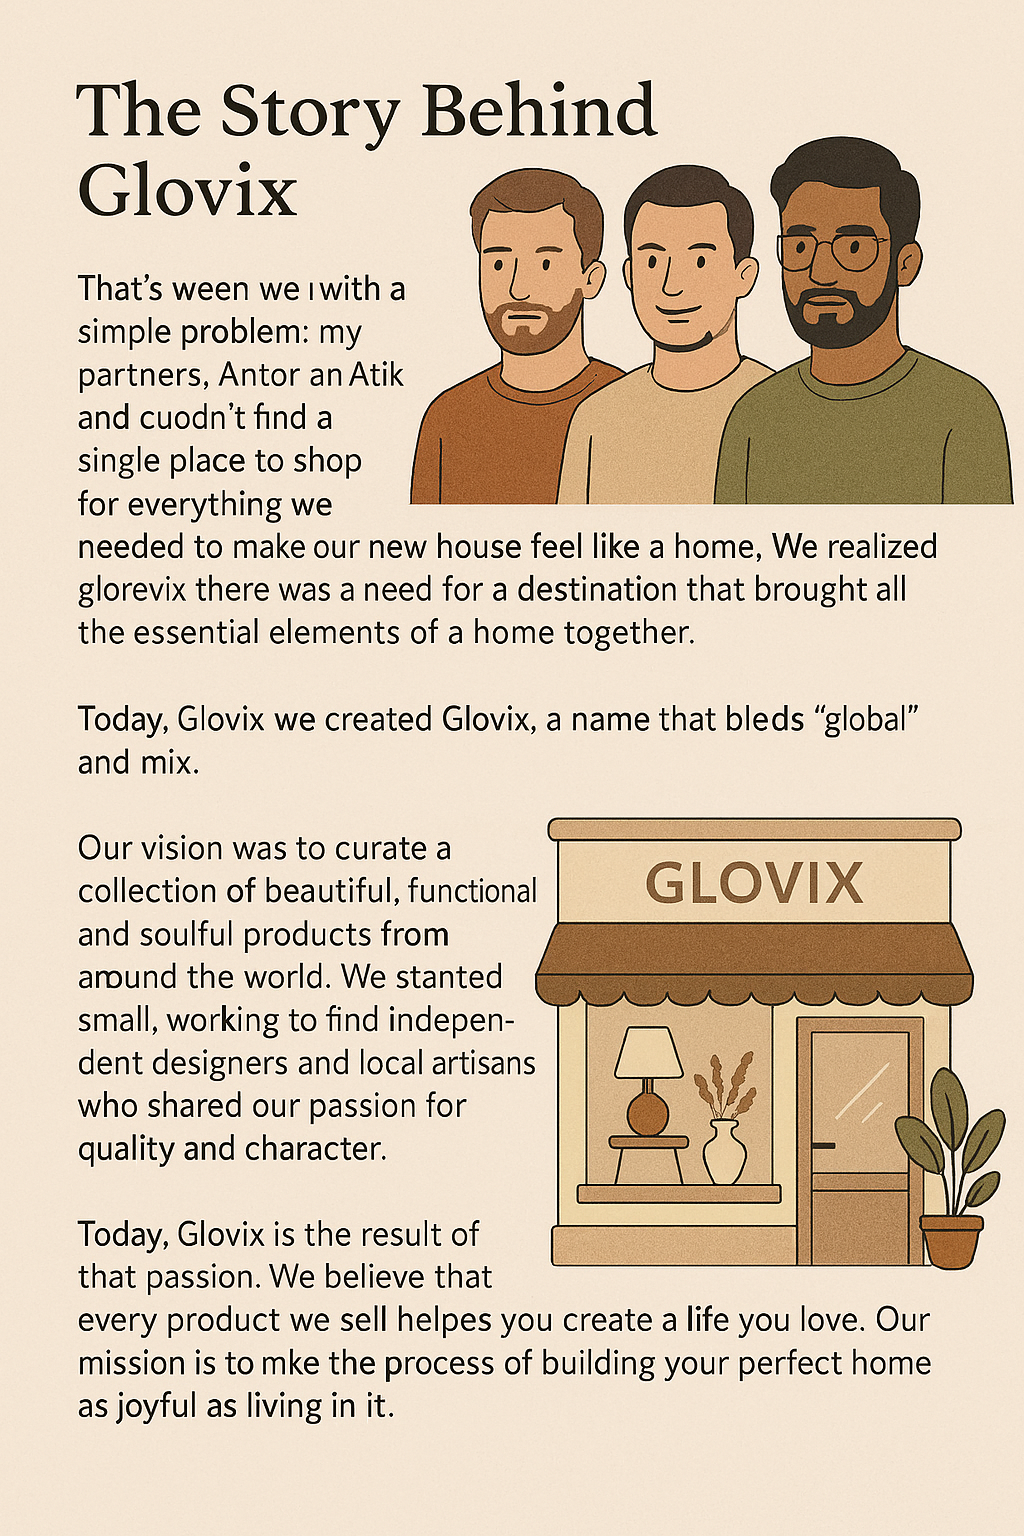 The Story Behind
Glovix
That’s ween we ı with a
simple problem: my
partners, Antor an Atik
and cuodn’t find a
single place to shop
for everything we
needed to make our new house feel like a home, We realized
glorevix there was a need for a destination that brought all
the essential elements of a home together.
Today, Glovix we created Glovix, a name that bleds “global”
and mix.
Our vision was to curate a
collection of beautiful, functional
and soulful products from
around the world. We stanted
small, working to find indepen-
dent designers and local artisans
who shared our passion for
quality and character.
GLOVIX
Today, Glovix is the result of
that passion. We believe that
every product we sell helpes you create a life you love. Our
mission is to mke the process of building your perfect home
as joyful as living in it.